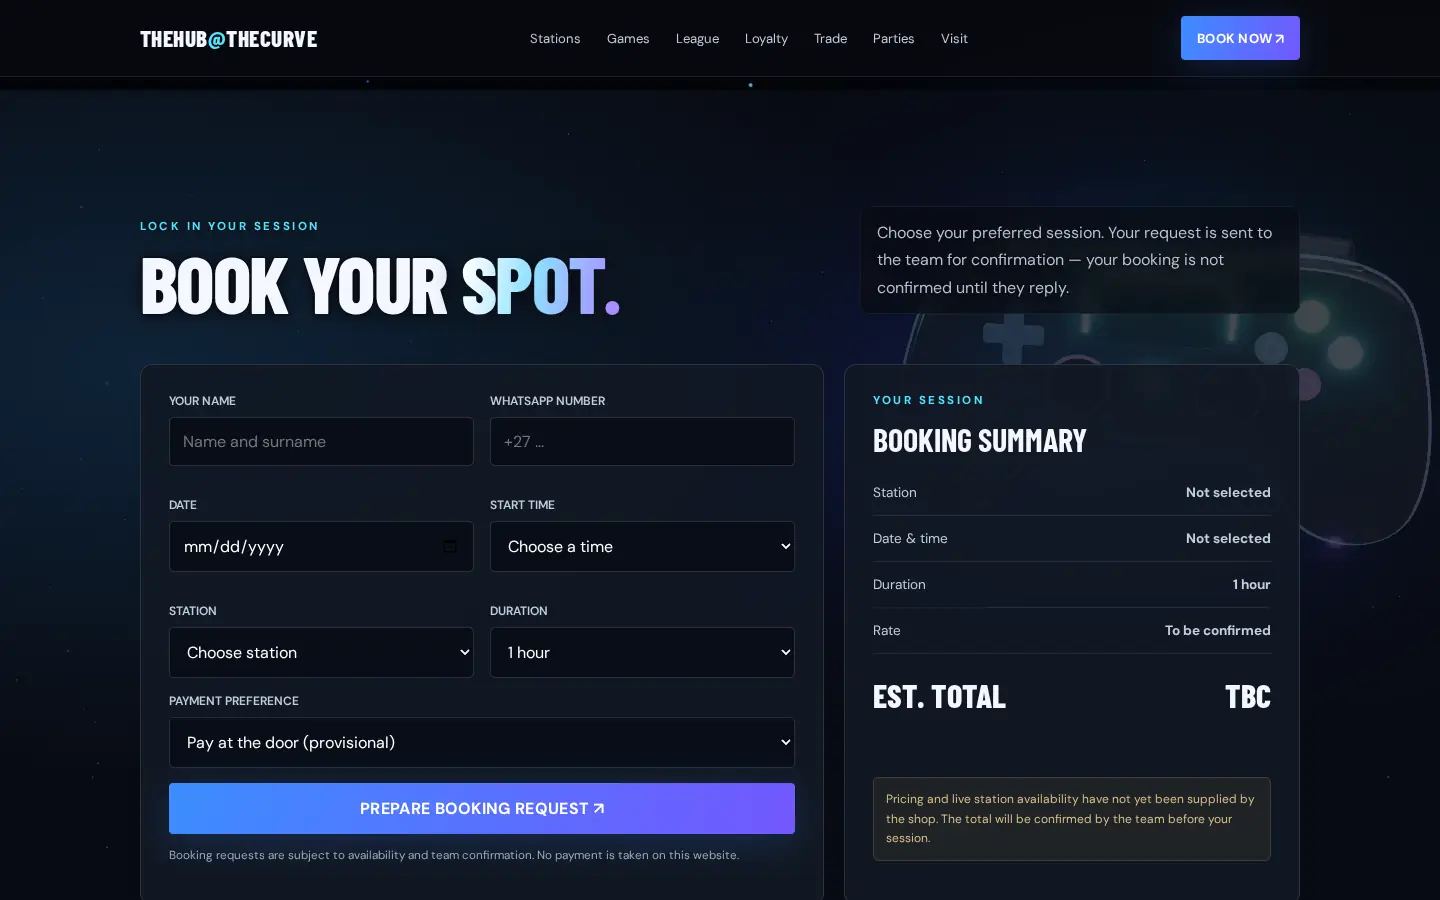 THEHUB@THECURVE
Stations Games League Loyalty Trade Parties Visit
BOOK NOW
LOCK IN YOUR SESSION
BOOK YOUR SPOT.
Choose your preferred session. Your request is sent to
the team for confirmation — your booking is not
confirmed until they reply.
YOUR NAME
Name and surname
WHATSAPP NUMBER
+27 ...
DATE
mm/dd/yyyy
START TIME
Choose a time
STATION
Choose station
DURATION
1 hour
PAYMENT PREFERENCE
Pay at the door (provisional)
PREPARE BOOKING REQUEST
Booking requests are subject to availability and team confirmation. No payment is taken on this website.
YOUR SESSION
BOOKING SUMMARY
Station Not selected
Date & time Not selected
Duration 1 hour
Rate To be confirmed
EST. TOTAL TBC
Pricing and live station availability have not yet been supplied by
the shop. The total will be confirmed by the team before your
session.